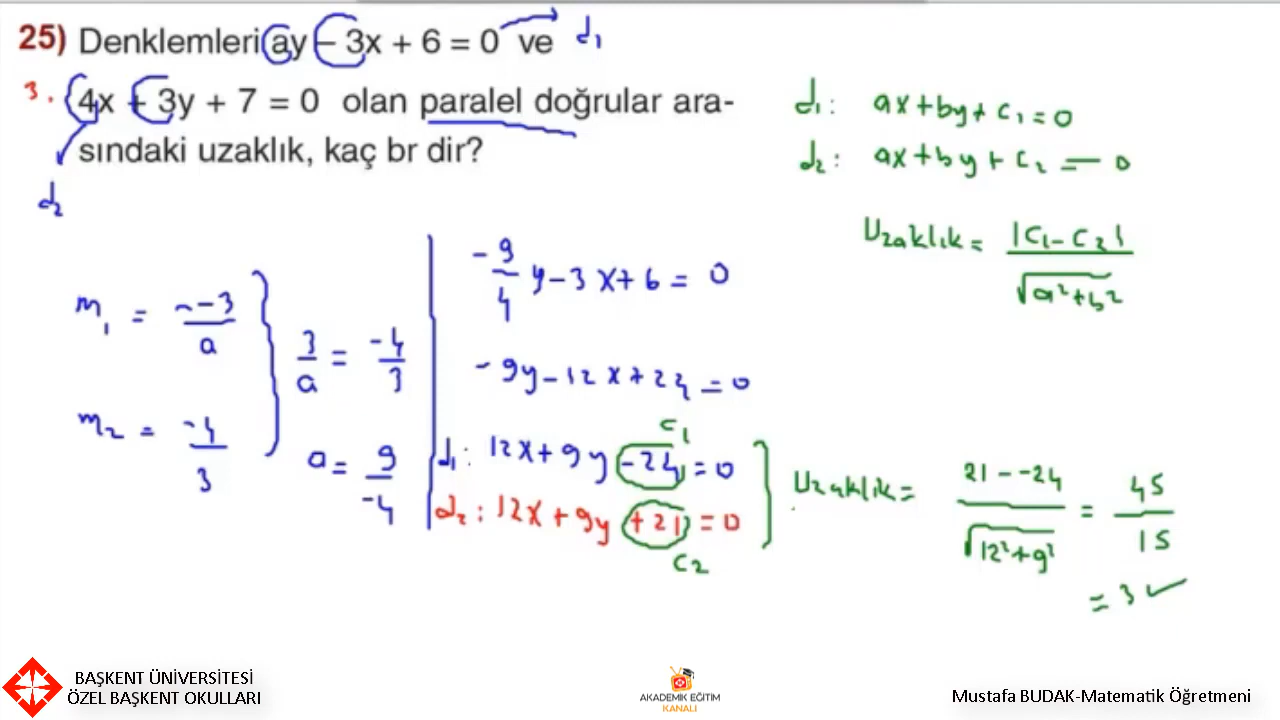 25) Denklemleri ay – 3x + 6 = 0 ve d₁
3. 4x + 3y + 7 = 0 olan paralel doğrular ara-
sındaki uzaklık, kaç br dir?
d₂
d₁: ax+by+c₁=0
d₂: ax+by+c₂=0
Uzaklık = |c₁-c₂| / √a²+b²
m₁ = --3/a
m₂ = -4/3
3/a = -4/3
a = 9/-4
-9/4 y-3x+6=0
-9y-12x+24=0
c₁
d₁: 12x+9y-24=0
d₂: 12x+9y+21=0
c₂
Uzaklık = 21--24 / √12²+9² = 45/15
=3
BAŞKENT ÜNİVERSİTESİ
ÖZEL BAŞKENT OKULLARI
AKADEMİK EĞİTİM
KANALI
Mustafa BUDAK-Matematik Öğretmeni